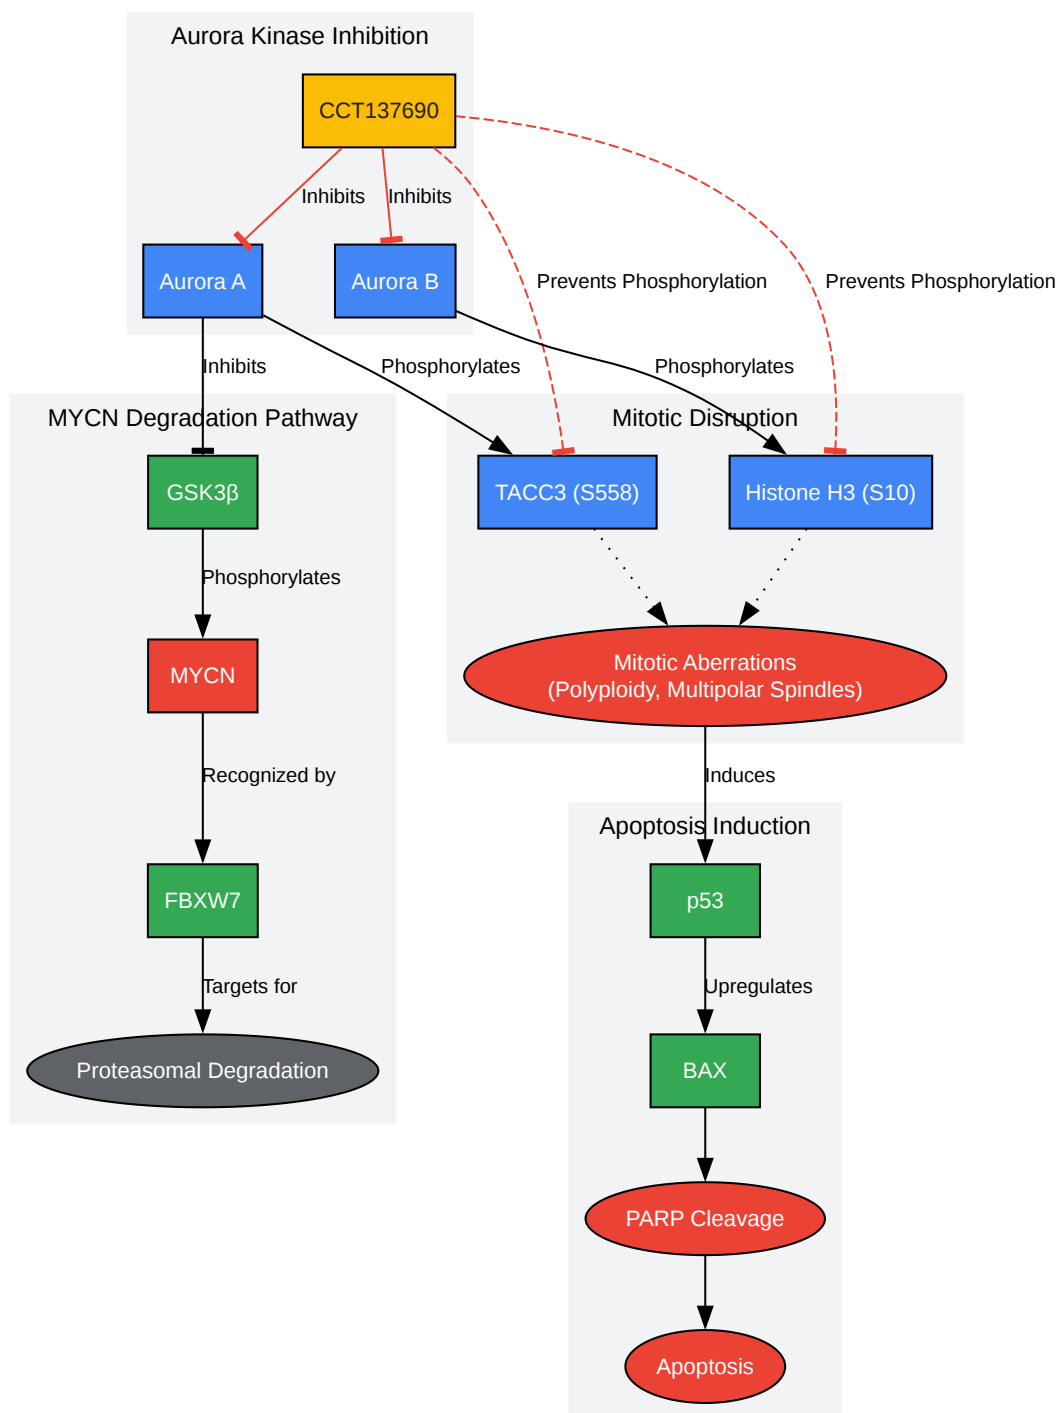 Aurora Kinase Inhibition
CCT137690
Inhibits
Inhibits
Aurora A
Aurora B
Prevents Phosphorylation
Prevents Phosphorylation
Inhibits
Phosphorylates
Phosphorylates
MYCN Degradation Pathway
Mitotic Disruption
GSK3β
TACC3 (S558)
Histone H3 (S10)
Phosphorylates
MYCN
Mitotic Aberrations
(Polyploidy, Multipolar Spindles)
Recognized by
Induces
Apoptosis Induction
FBXW7
p53
Targets for
Upregulates
Proteasomal Degradation
BAX
PARP Cleavage
Apoptosis